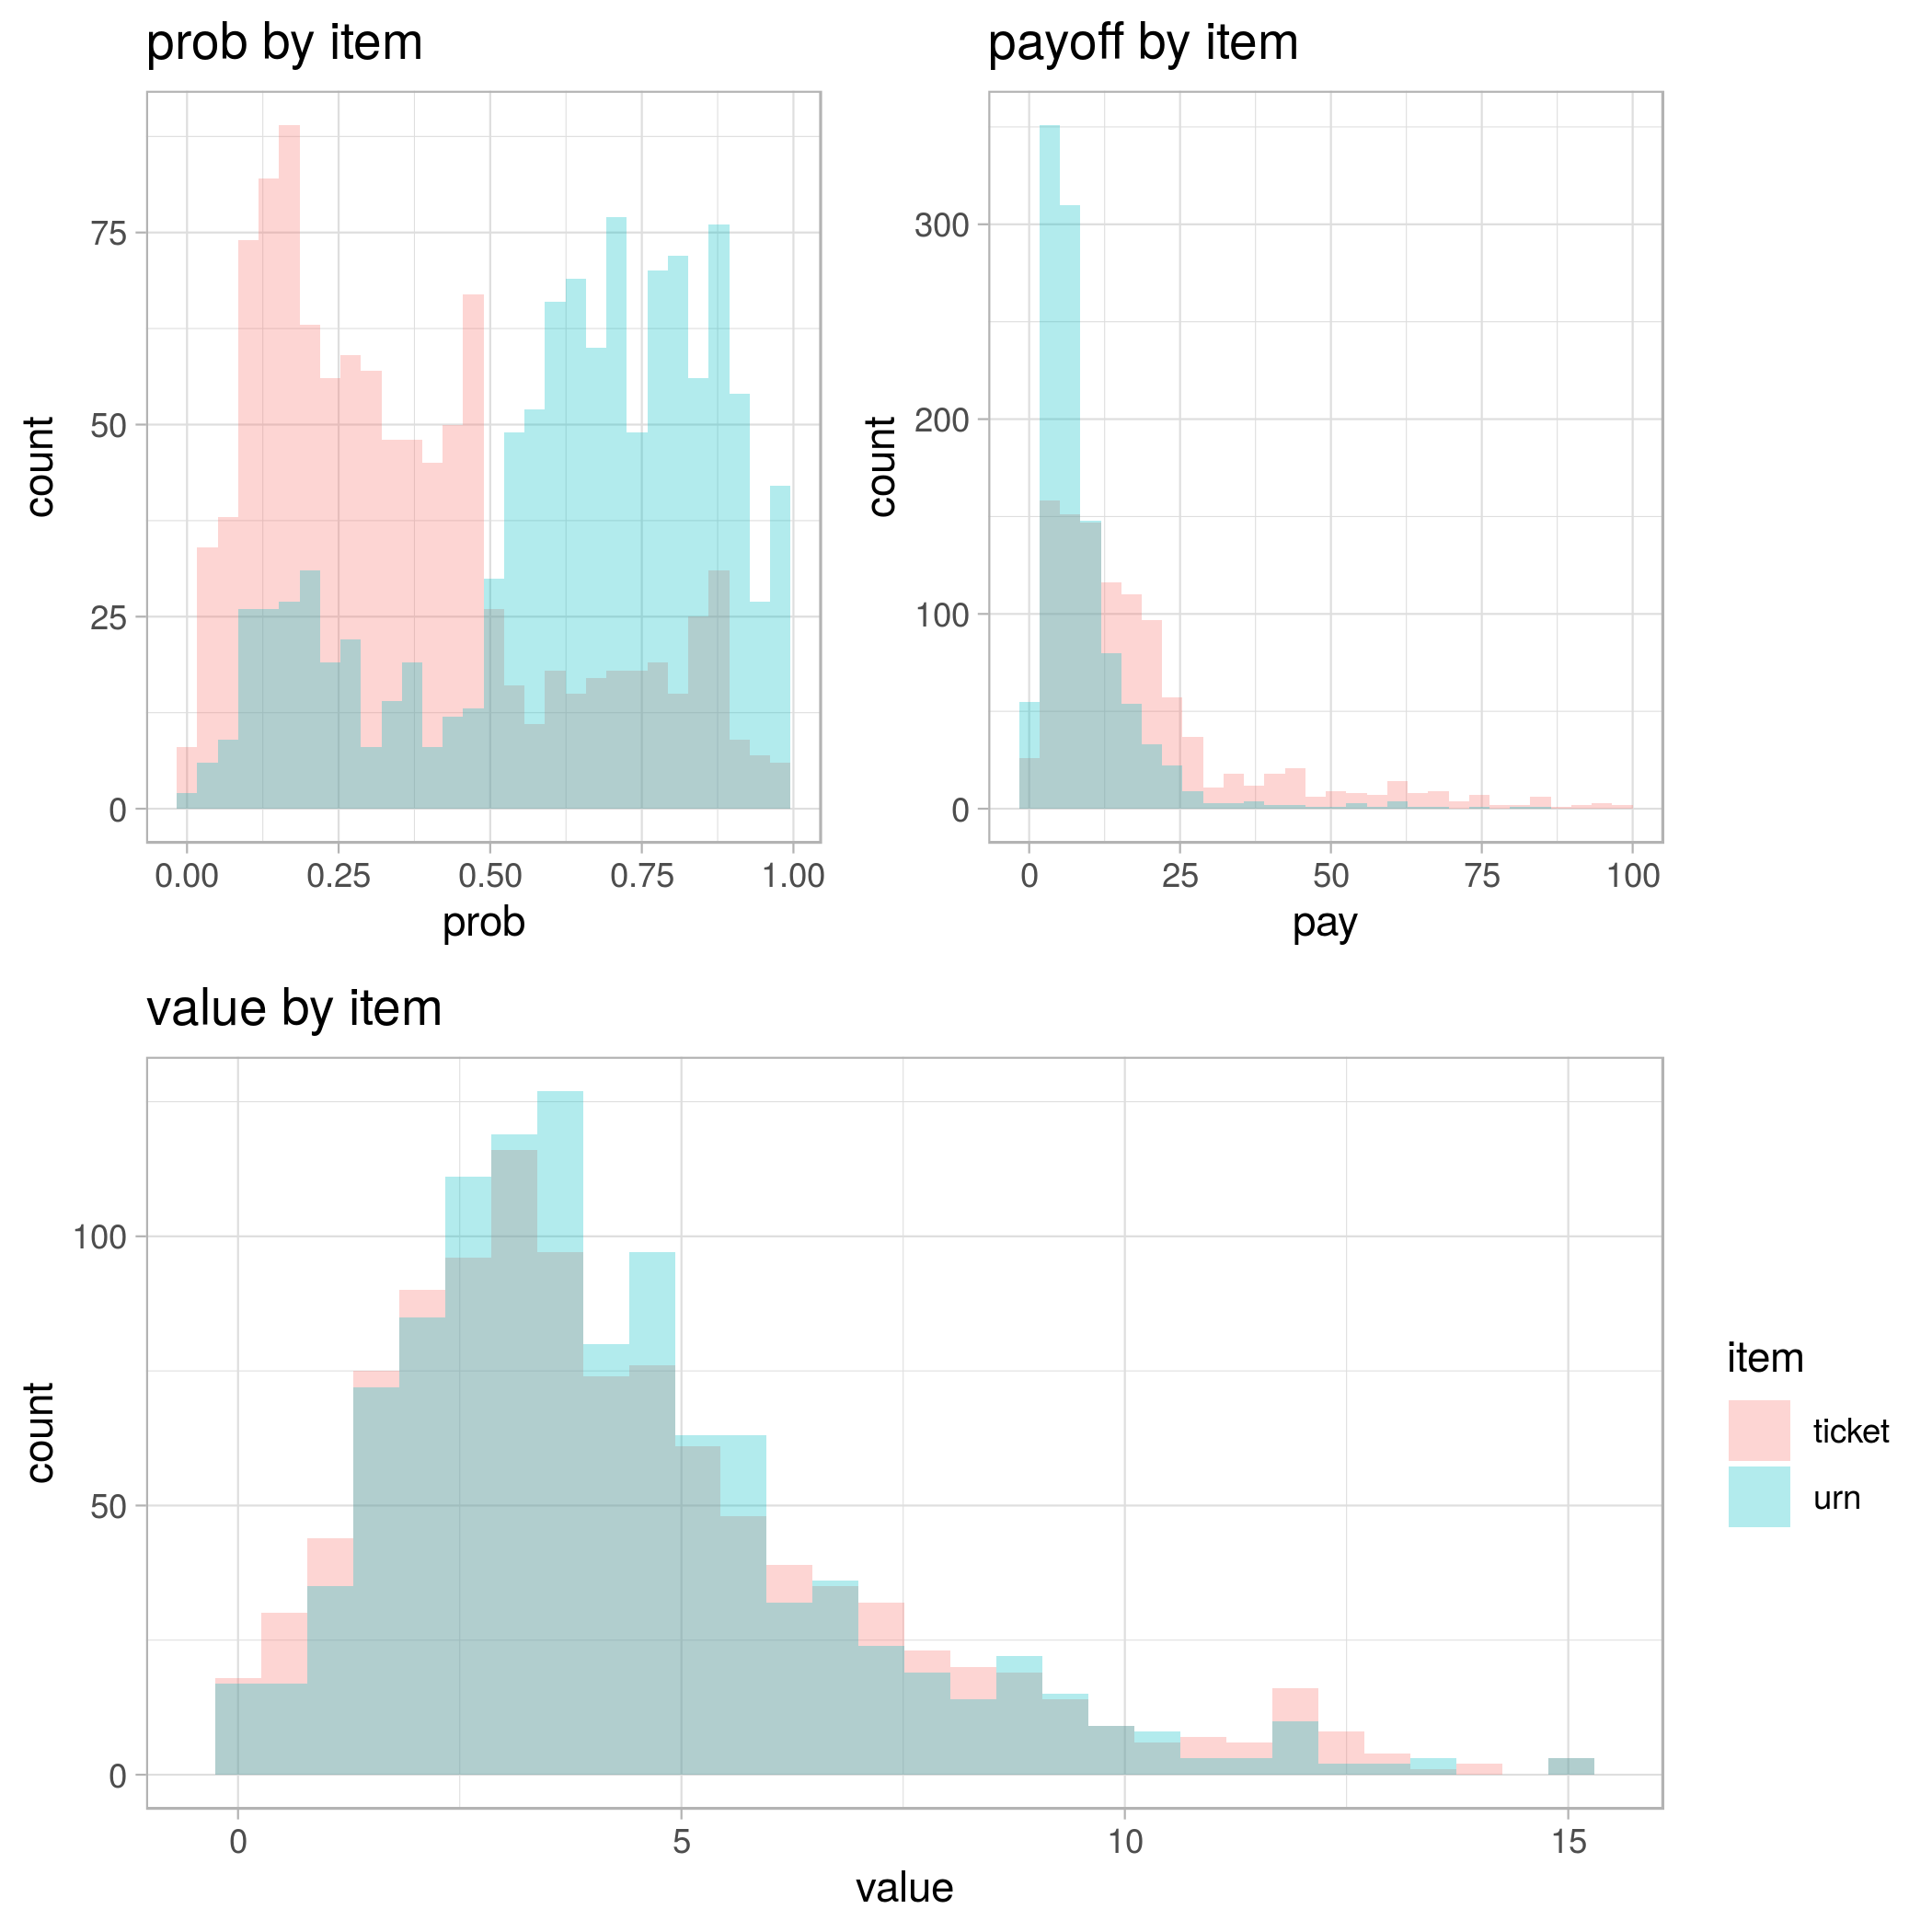 prob by item
75
50
25
0
count
0.00 0.25 0.50 0.75 1.00
prob
payoff by item
300
200
100
0
count
0 25 50 75 100
pay
value by item
100
50
0
count
0 5 10 15
value
item
ticket
urn